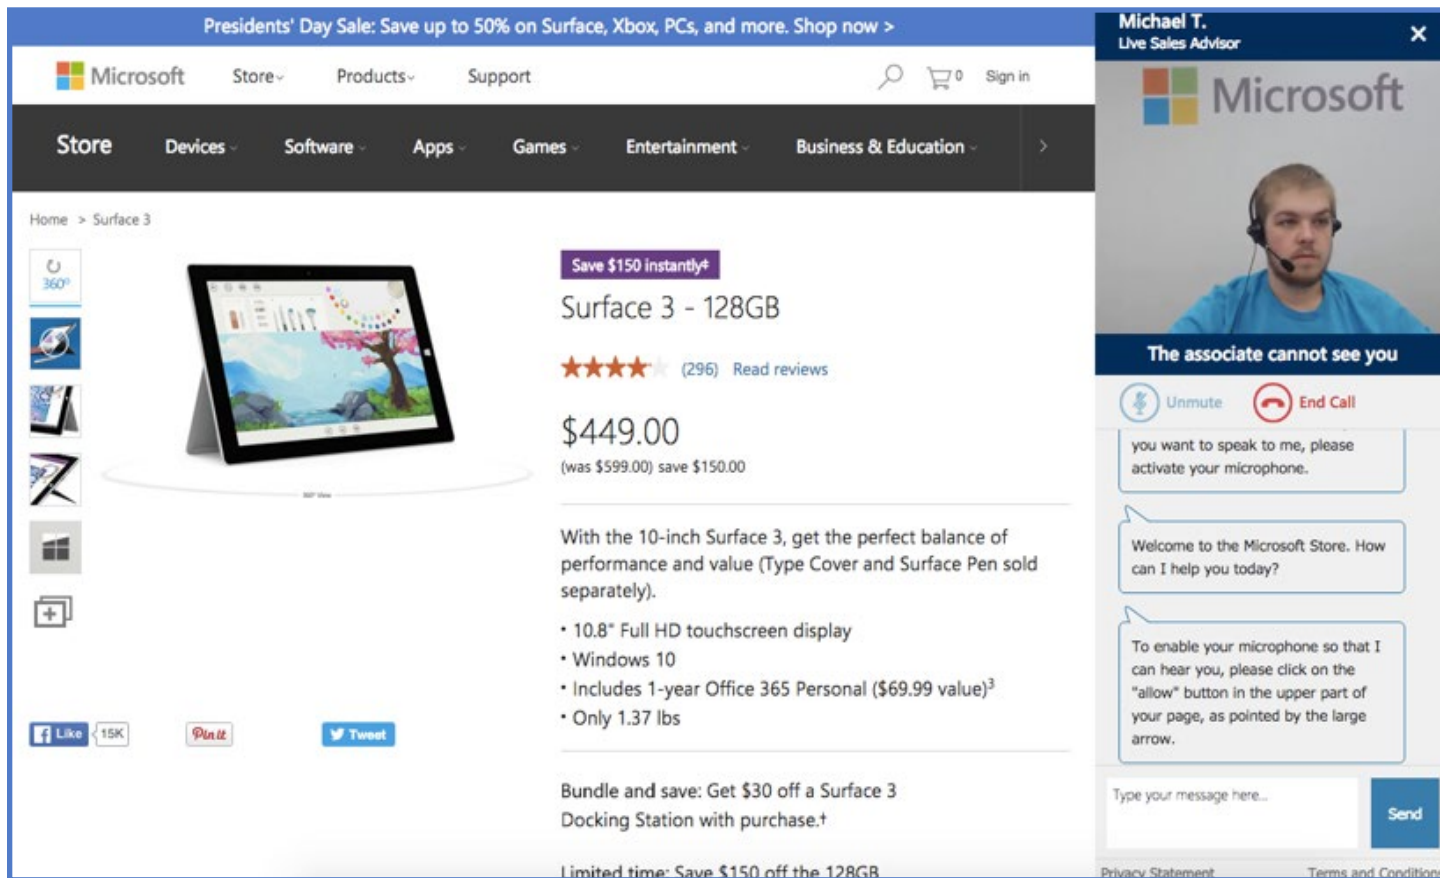 Presidents' Day Sale: Save up to 50% on Surface, Xbox, PCs, and more. Shop now >
Microsoft
Store
Products
Support
0
Sign in
Store
Devices
Software
Apps
Games
Entertainment
Business & Education
>
Home > Surface 3
360°
360° View
Like
15K
Pin it
Tweet
Save $150 instantly‡
Surface 3 - 128GB
(296) Read reviews
$449.00
(was $599.00) save $150.00
With the 10-inch Surface 3, get the perfect balance of
performance and value (Type Cover and Surface Pen sold
separately).
• 10.8" Full HD touchscreen display
• Windows 10
• Includes 1-year Office 365 Personal ($69.99 value)³
• Only 1.37 lbs
Bundle and save: Get $30 off a Surface 3
Docking Station with purchase.†
Limited time: Save $150 off the 128GB
Michael T.
Live Sales Advisor
Microsoft
The associate cannot see you
Unmute
End Call
you want to speak to me, please
activate your microphone.
Welcome to the Microsoft Store. How
can I help you today?
To enable your microphone so that I
can hear you, please click on the
"allow" button in the upper part of
your page, as pointed by the large
arrow.
Type your message here...
Send
Privacy Statement
Terms and Conditions